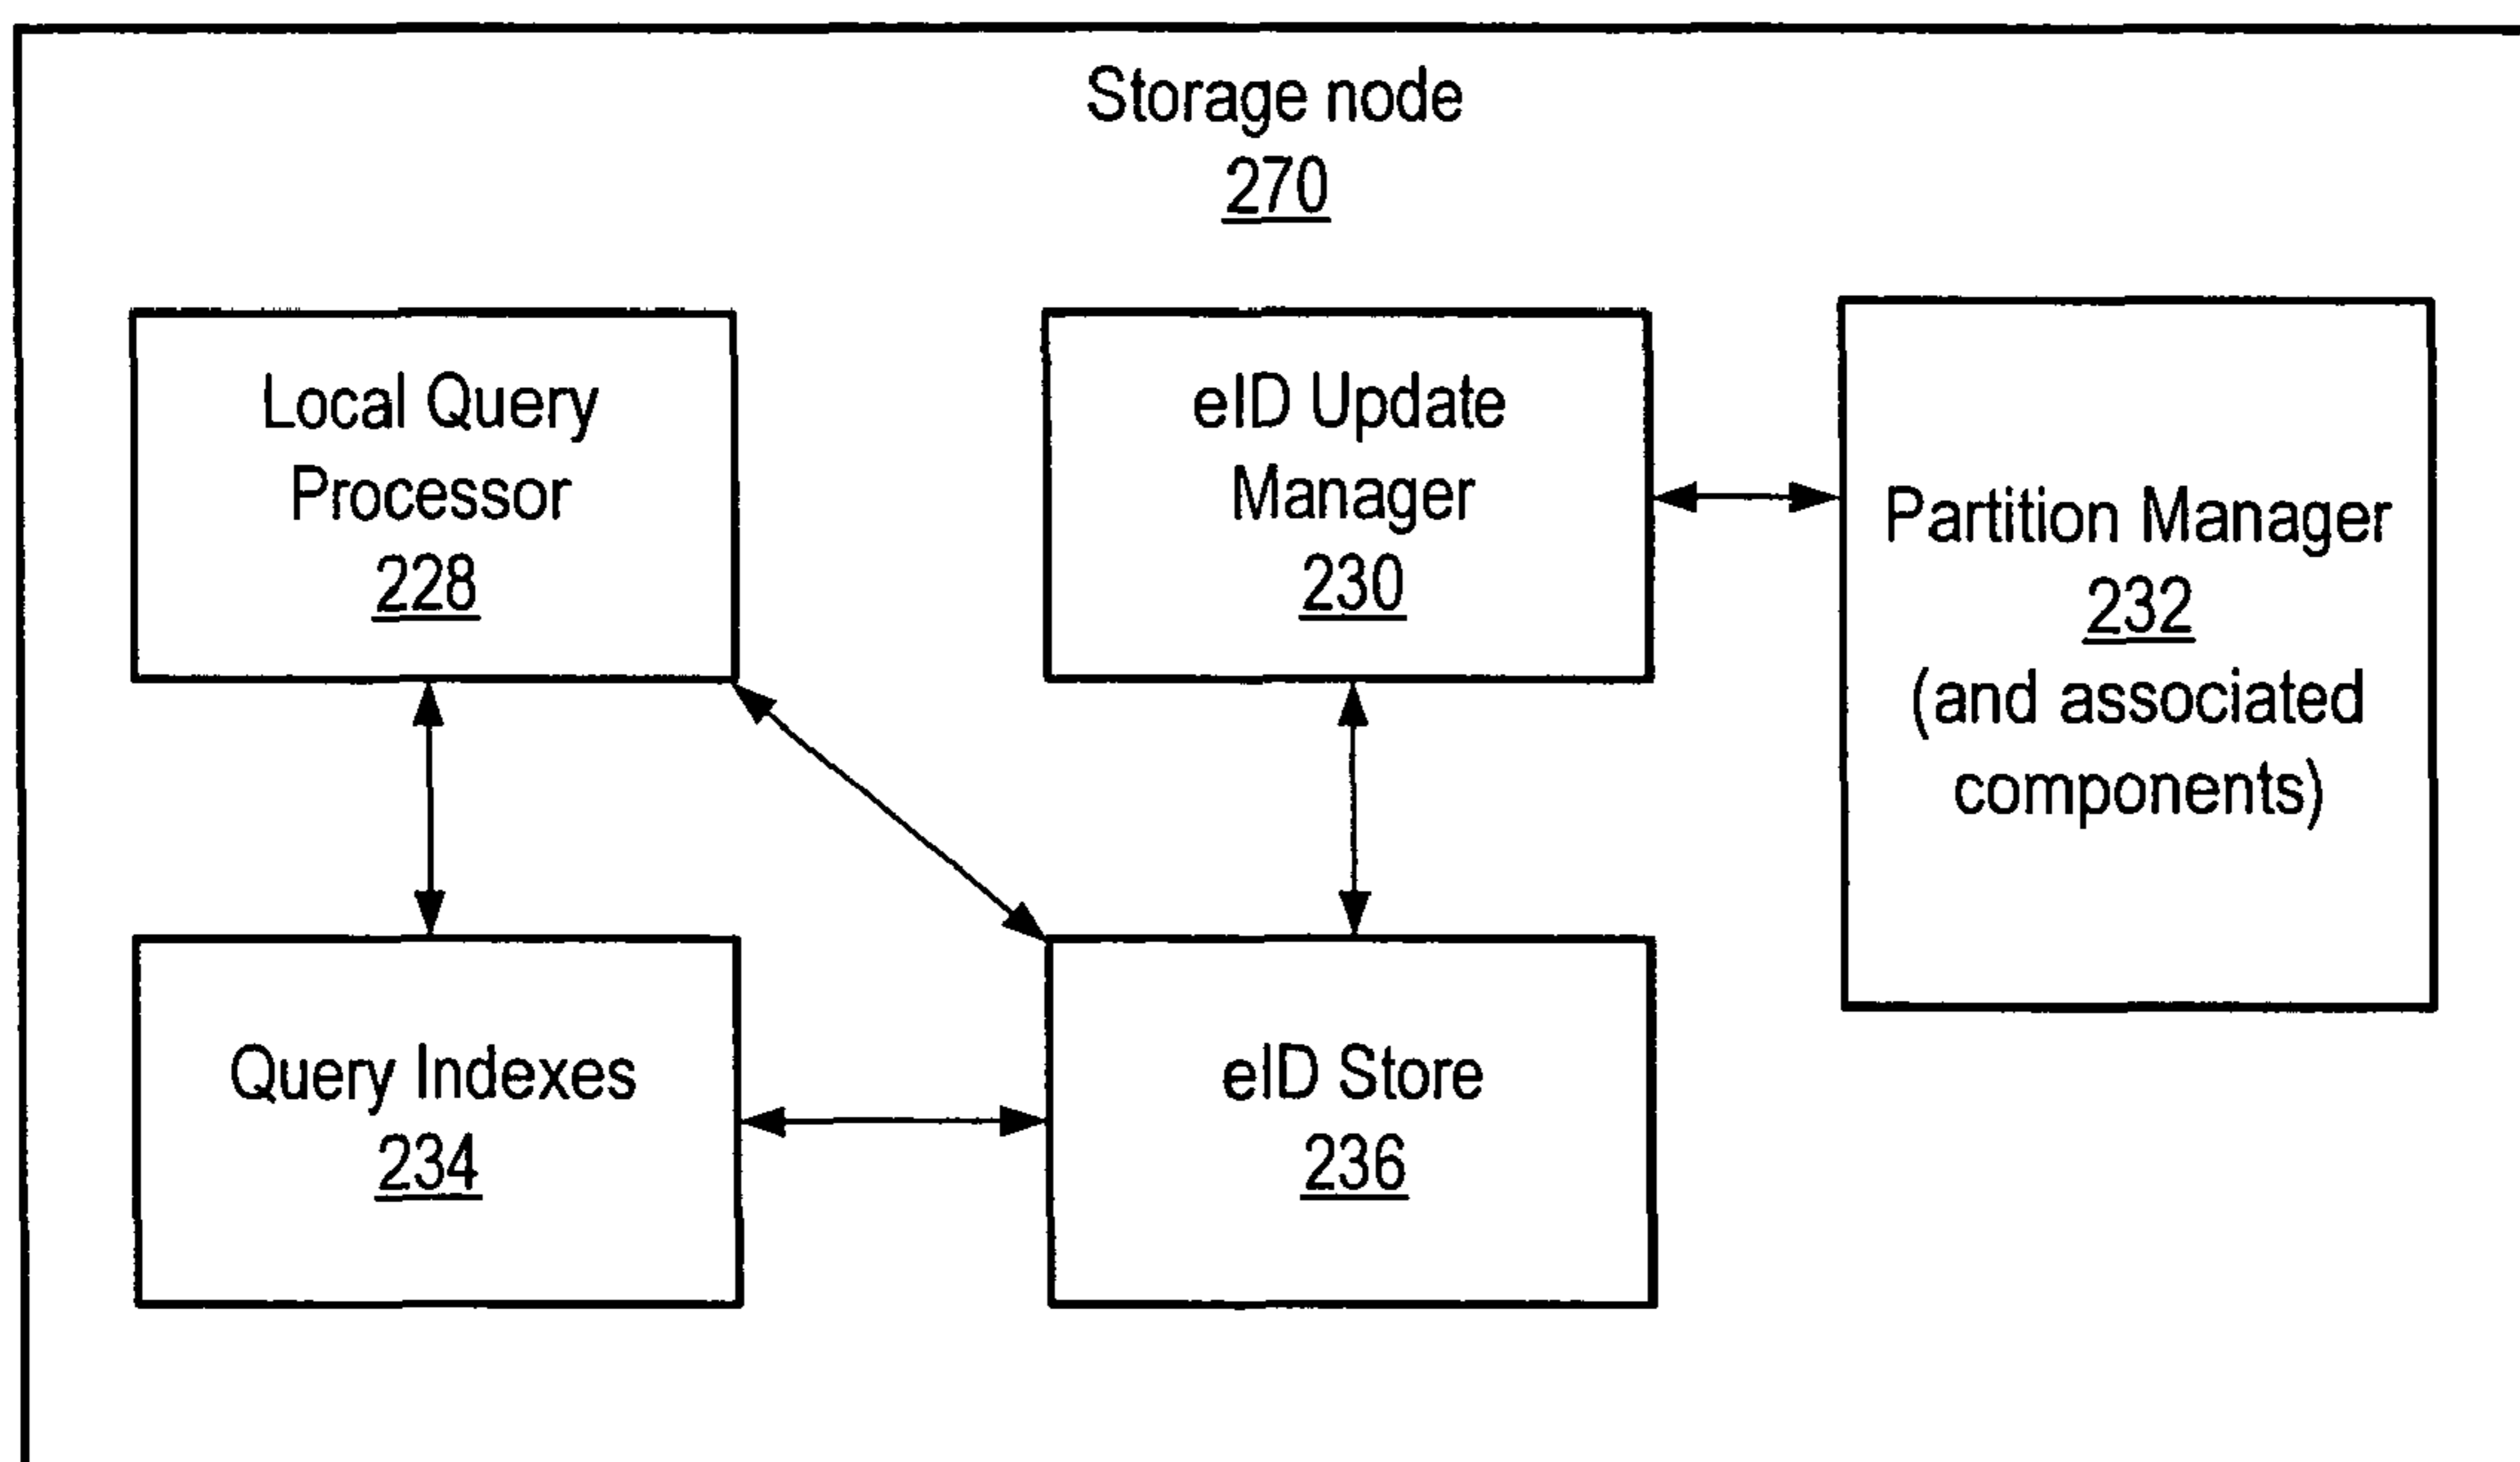 Storage node
270
Local Query
Processor
228
eID Update
Manager
230
Partition Manager
232
(and associated
components)
Query Indexes
234
eID Store
236